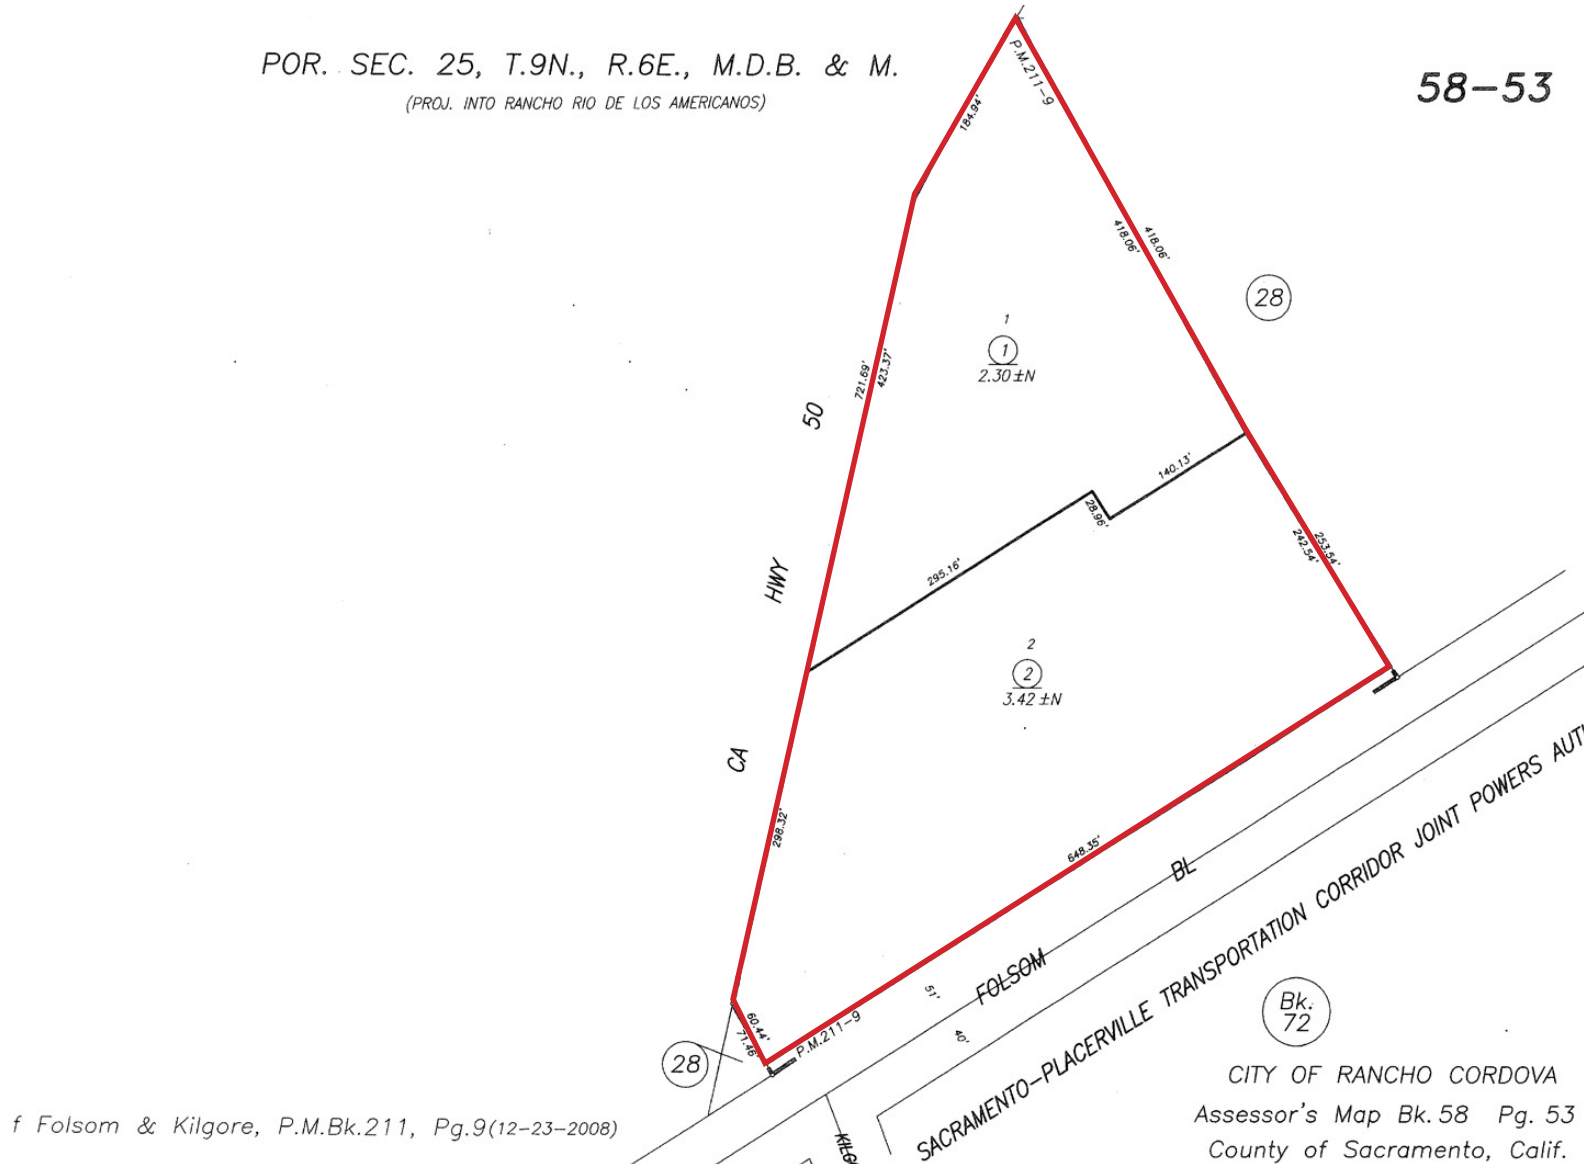 POR. SEC. 25, T.9N., R.6E., M.D.B. & M.
(PROJ. INTO RANCHO RIO DE LOS AMERICANOS)
58-53
P.M.211-9
184.94'
418.06'
418.06'
28
1
1
2.30±N
721.69'
423.37'
50
140.13'
28.96'
295.16'
253.54'
242.54'
HWY
2
2
3.42±N
CA
298.32'
648.35'
BL
FOLSOM
51'
40'
SACRAMENTO-PLACERVILLE TRANSPORTATION CORRIDOR JOINT POWERS
60.44'
71.46'
P.M.211-9
28
Bk.
72
CITY OF RANCHO CORDOVA
Assessor's Map Bk.58 Pg. 53
County of Sacramento, Calif.
f Folsom & Kilgore, P.M.Bk.211, Pg.9(12-23-2008)